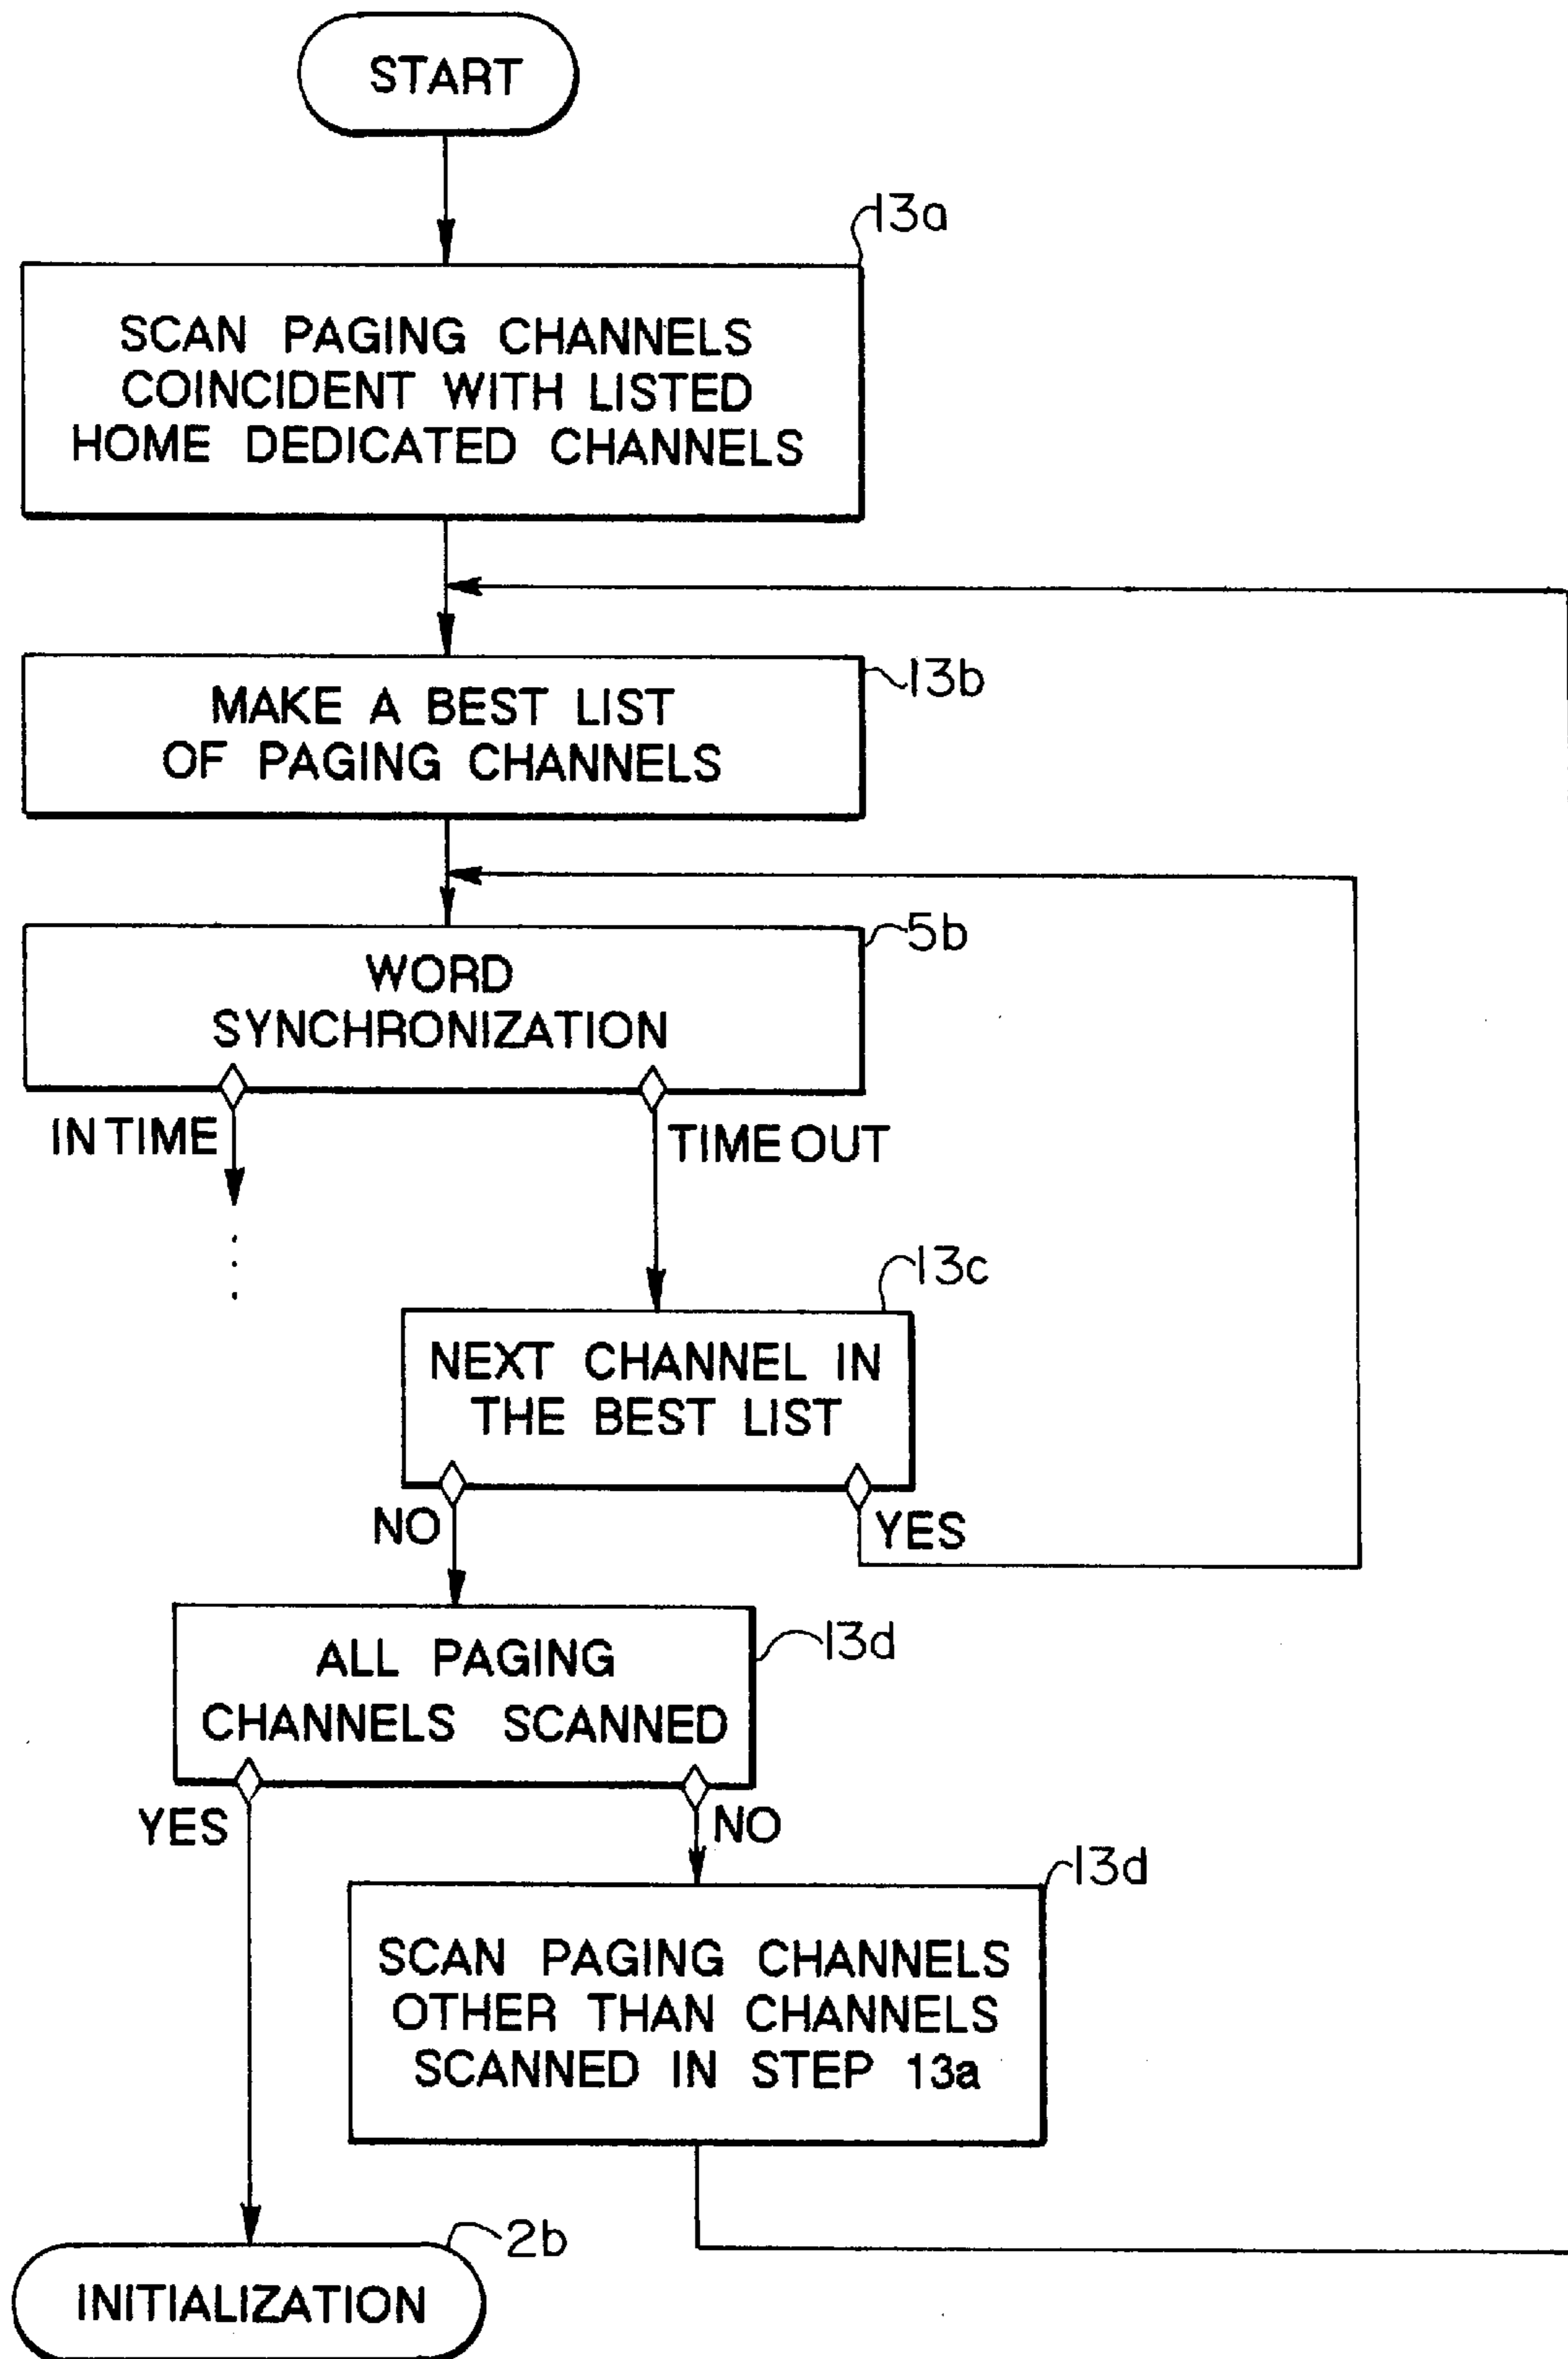 START
13a
SCAN PAGING CHANNELS
COINCIDENT WITH LISTED
HOME DEDICATED CHANNELS
13b
MAKE A BEST LIST
OF PAGING CHANNELS
5b
WORD
SYNCHRONIZATION
IN TIME
TIME OUT
13c
NEXT CHANNEL IN
THE BEST LIST
NO
YES
13d
ALL PAGING
CHANNELS SCANNED
YES
NO
13d
SCAN PAGING CHANNELS
OTHER THAN CHANNELS
SCANNED IN STEP 13a
2b
INITIALIZATION